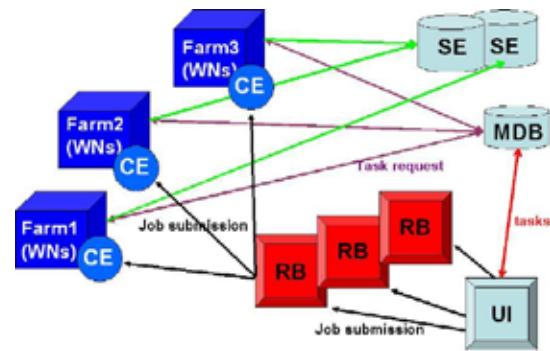 Farm3
(WNs)
CE
SE
SE
Farm2
(WNs)
CE
MDB
Task request
Farm1
(WNs)
CE
Job submission
tasks
RB
RB
RB
UI
Job submission